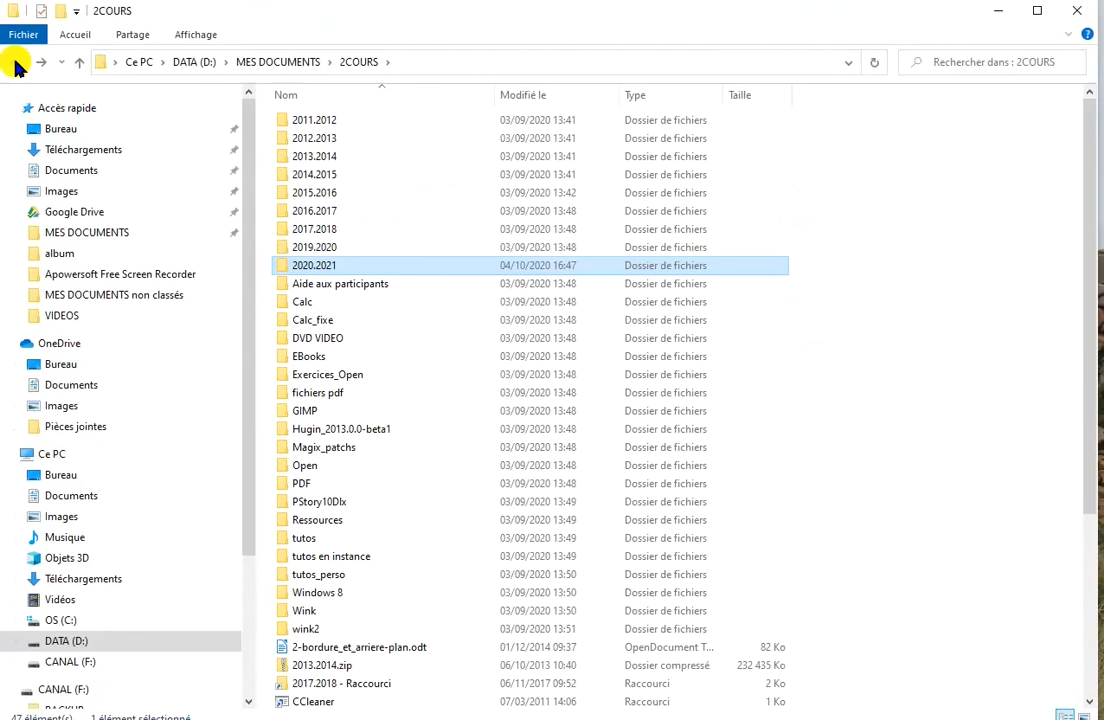 2COURS
Fichier Accueil Partage Affichage
Ce PC > DATA (D:) > MES DOCUMENTS > 2COURS >
Rechercher dans : 2COURS
Accès rapide
Bureau
Téléchargements
Documents
Images
Google Drive
MES DOCUMENTS
album
Apowersoft Free Screen Recorder
MES DOCUMENTS non classés
VIDEOS
OneDrive
Bureau
Documents
Images
Pièces jointes
Ce PC
Bureau
Documents
Images
Musique
Objets 3D
Téléchargements
Vidéos
OS (C:)
DATA (D:)
CANAL (F:)
CANAL (F:)
BACKUP
Nom Modifié le Type Taille
2011.2012 03/09/2020 13:41 Dossier de fichiers
2012.2013 03/09/2020 13:41 Dossier de fichiers
2013.2014 03/09/2020 13:41 Dossier de fichiers
2014.2015 03/09/2020 13:41 Dossier de fichiers
2015.2016 03/09/2020 13:42 Dossier de fichiers
2016.2017 03/09/2020 13:48 Dossier de fichiers
2017.2018 03/09/2020 13:48 Dossier de fichiers
2019.2020 03/09/2020 13:48 Dossier de fichiers
2020.2021 04/10/2020 16:47 Dossier de fichiers
Aide aux participants 03/09/2020 13:48 Dossier de fichiers
Calc 03/09/2020 13:48 Dossier de fichiers
Calc_fixe 03/09/2020 13:48 Dossier de fichiers
DVD VIDEO 03/09/2020 13:48 Dossier de fichiers
EBooks 03/09/2020 13:48 Dossier de fichiers
Exercices_Open 03/09/2020 13:48 Dossier de fichiers
fichiers pdf 03/09/2020 13:48 Dossier de fichiers
GIMP 03/09/2020 13:48 Dossier de fichiers
Hugin_2013.0.0-beta1 03/09/2020 13:48 Dossier de fichiers
Magix_patchs 03/09/2020 13:48 Dossier de fichiers
Open 03/09/2020 13:48 Dossier de fichiers
PDF 03/09/2020 13:48 Dossier de fichiers
PStory10Dlx 03/09/2020 13:49 Dossier de fichiers
Ressources 03/09/2020 13:49 Dossier de fichiers
tutos 03/09/2020 13:49 Dossier de fichiers
tutos en instance 03/09/2020 13:49 Dossier de fichiers
tutos_perso 03/09/2020 13:50 Dossier de fichiers
Windows 8 03/09/2020 13:50 Dossier de fichiers
Wink 03/09/2020 13:50 Dossier de fichiers
wink2 03/09/2020 13:51 Dossier de fichiers
2-bordure_et_arriere-plan.odt 01/12/2014 09:37 OpenDocument T... 82 Ko
2013.2014.zip 06/10/2013 10:40 Dossier compressé 232 435 Ko
2017.2018 - Raccourci 06/11/2017 09:52 Raccourci 2 Ko
CCleaner 07/03/2011 14:06 Raccourci 1 Ko
47 élément(s) 1 élément sélectionné